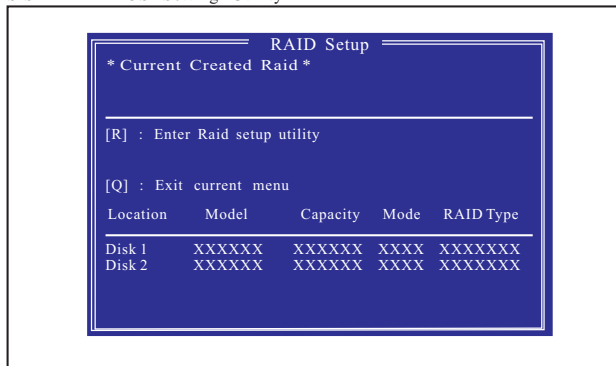 RAID Setup
* Current Created Raid *
[R] : Enter Raid setup utility
[Q] : Exit current menu
Location Model Capacity Mode RAID Type
Disk 1 XXXXXX XXXXXX XXXX XXXXXXX
Disk 2 XXXXXX XXXXXX XXXX XXXXXXX